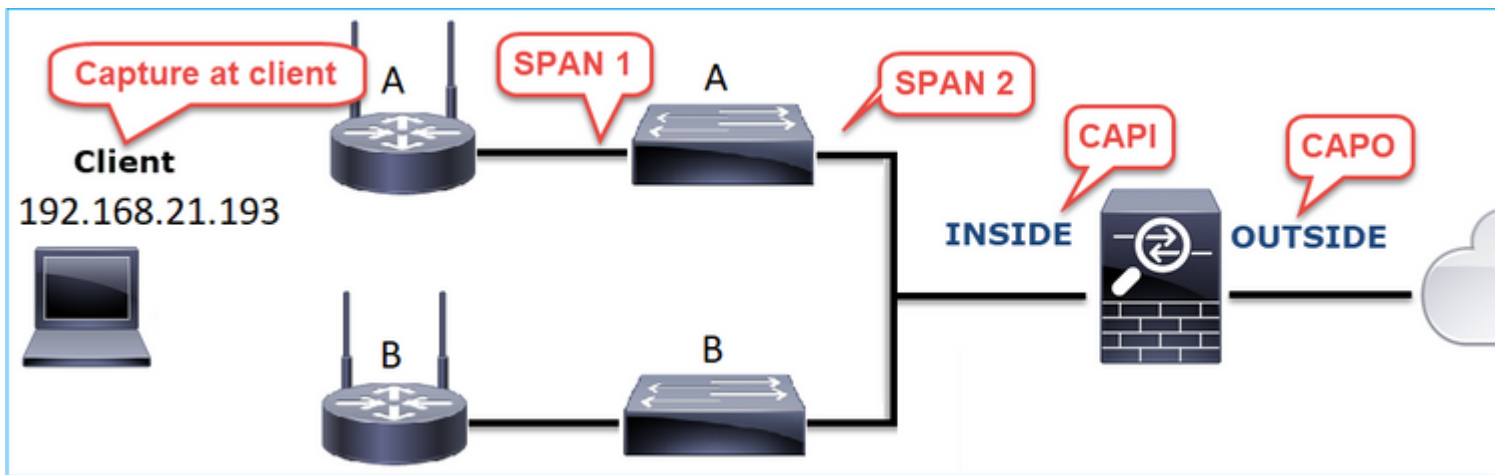 Capture at client
A
SPAN 1
A
SPAN 2
Client
192.168.21.193
CAPI
CAPO
INSIDE
OUTSIDE
B
B